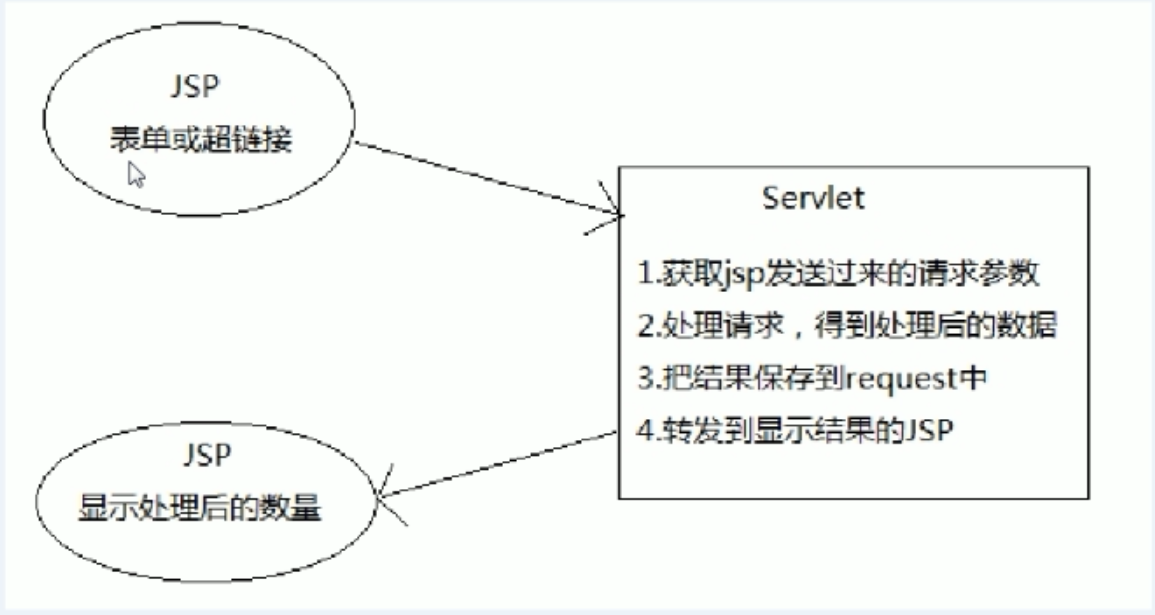 JSP
表单或超链接
Servlet
1.获取jsp发送过来的请求参数
2.处理请求，得到处理后的数据
3.把结果保存到request中
4.转发到显示结果的JSP
JSP
显示处理后的数量